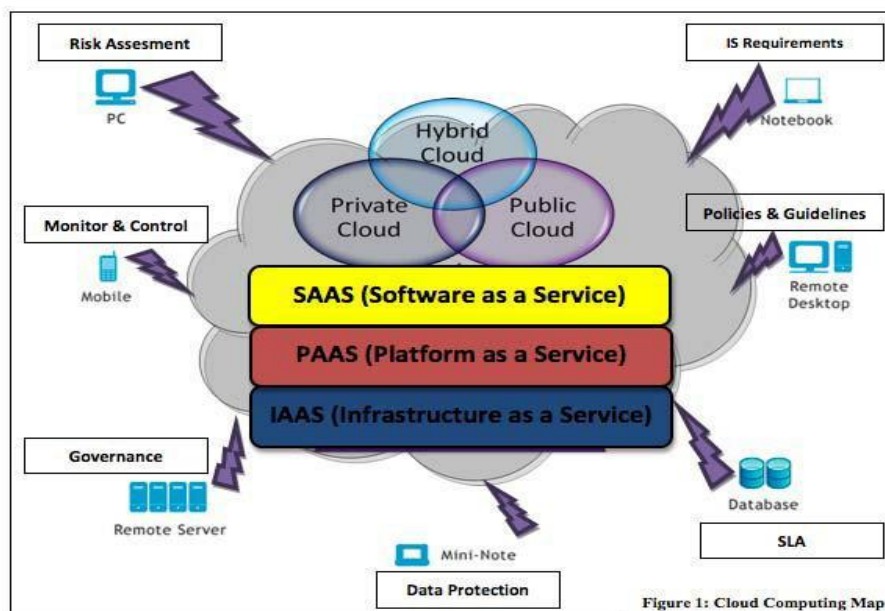 Risk Assesment
PC
IS Requirements
Notebook
Hybrid
Cloud
Private
Cloud
Public
Cloud
Monitor & Control
Mobile
Policies & Guidelines
Remote
Desktop
SAAS (Software as a Service)
PAAS (Platform as a Service)
IAAS (Infrastructure as a Service)
Governance
Remote Server
Database
SLA
Mini-Note
Data Protection
Figure 1: Cloud Computing Map